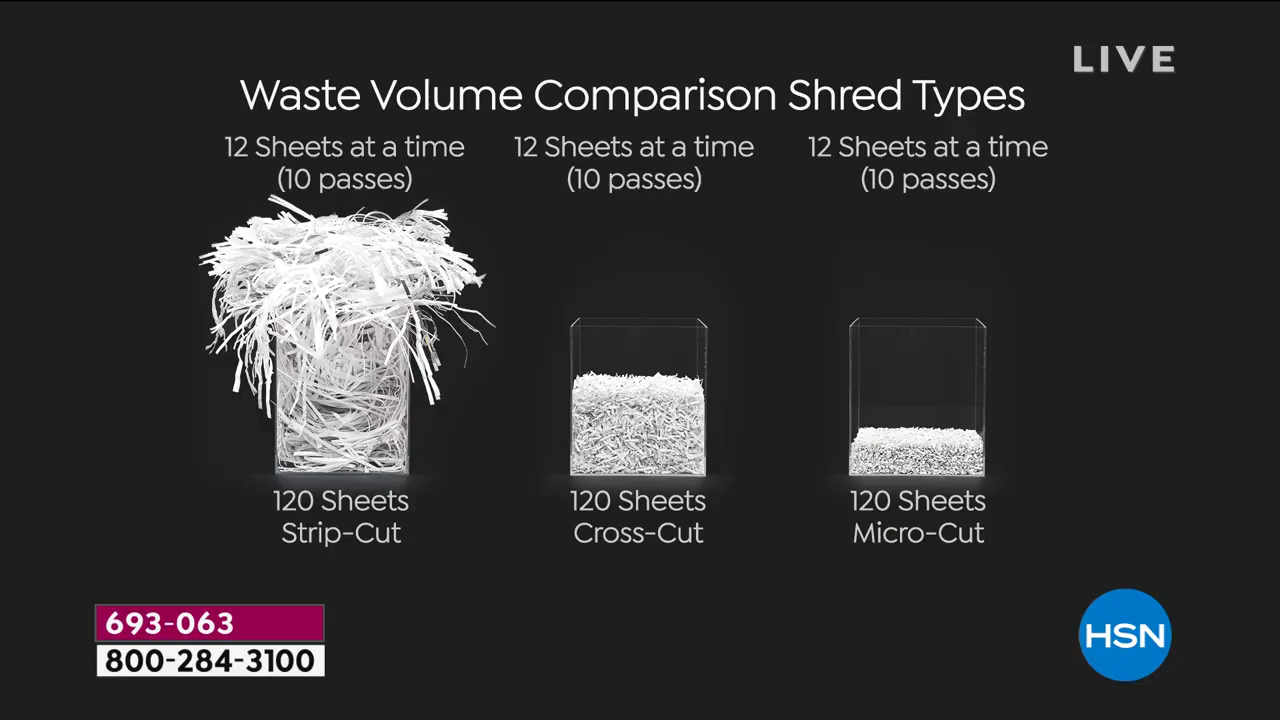 LIVE
Waste Volume Comparison Shred Types
12 Sheets at a time
(10 passes)
12 Sheets at a time
(10 passes)
12 Sheets at a time
(10 passes)
120 Sheets
Strip-Cut
120 Sheets
Cross-Cut
120 Sheets
Micro-Cut
693-063
800-284-3100
HSN